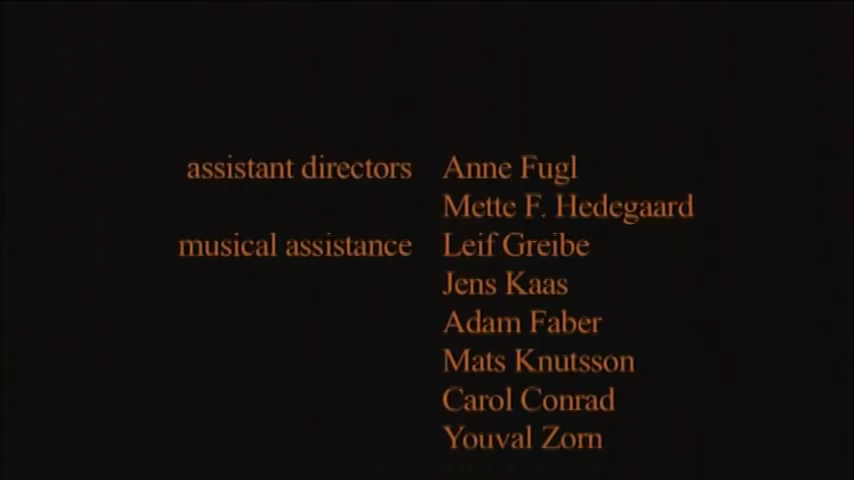 assistant directors Anne Fugl
Mette F. Hedegaard
musical assistance Leif Greibe
Jens Kaas
Adam Faber
Mats Knutsson
Carol Conrad
Youval Zorn